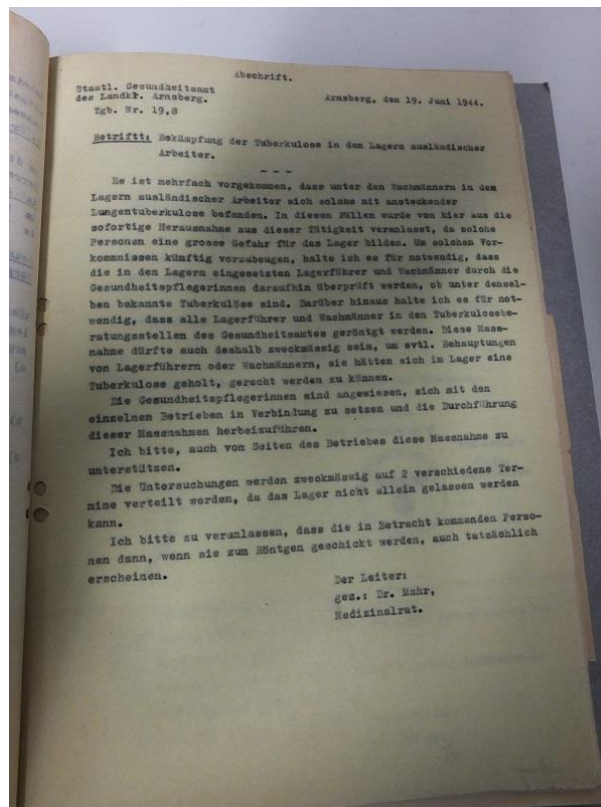 Abschrift.
Staatl. Gesundheitsamt
des Landkr. Arnsberg.
Arnsberg, den 19. Juni 1944.
Tgb. Nr. 19,8
Betrifft: Bekämpfung der Tuberkulose in den Lagern ausländischer
Arbeiter.
- - -
Es ist mehrfach vorgekommen, dass unter den Wachmännern in den
Lagern ausländischer Arbeiter sich solche mit ansteckender
Lungentuberkulose befanden. In diesen Fällen wurde von hier aus die
sofortige Herausnahme aus dieser Tätigkeit veranlasst, da solche
Personen eine grosse Gefahr für das Lager bilden. Um solchen Vor-
kommnissen künftig vorzubeugen, halte ich es für notwendig, dass
die in den Lagern eingesetzten Lagerführer und Wachmänner durch die
Gesundheitspflegerinnen daraufhin überprüft werden, ob unter densel-
ben bekannte Tuberkulöse sind. Darüber hinaus halte ich es für not-
wendig, dass alle Lagerführer und Wachmänner in den Tuberkulosebe-
ratungsstellen des Gesundheitsamtes geröntgt werden. Diese Mass-
nahme dürfte auch deshalb zweckmässig sein, um evtl. Behauptungen
von Lagerführern oder Wachmännern, sie hätten sich im Lager eine
Tuberkulose geholt, gerecht werden zu können.
Die Gesundheitspflegerinnen sind angewiesen, sich mit den
einzelnen Betrieben in Verbindung zu setzen und die Durchführung
dieser Massnahmen herbeizuführen.
Ich bitte, auch von Seiten des Betriebes diese Massnahme zu
unterstützen.
Die Untersuchungen werden zweckmässig auf 2 verschiedene Ter-
mine verteilt werden, da das Lager nicht allein gelassen werden
kann.
Ich bitte zu veranlassen, dass die in Betracht kommenden Perso-
nen dann, wenn sie zum Röntgen geschickt werden, auch tatsächlich
erscheinen.
Der Leiter:
gez.: Dr. Mahr,
Medizinalrat.